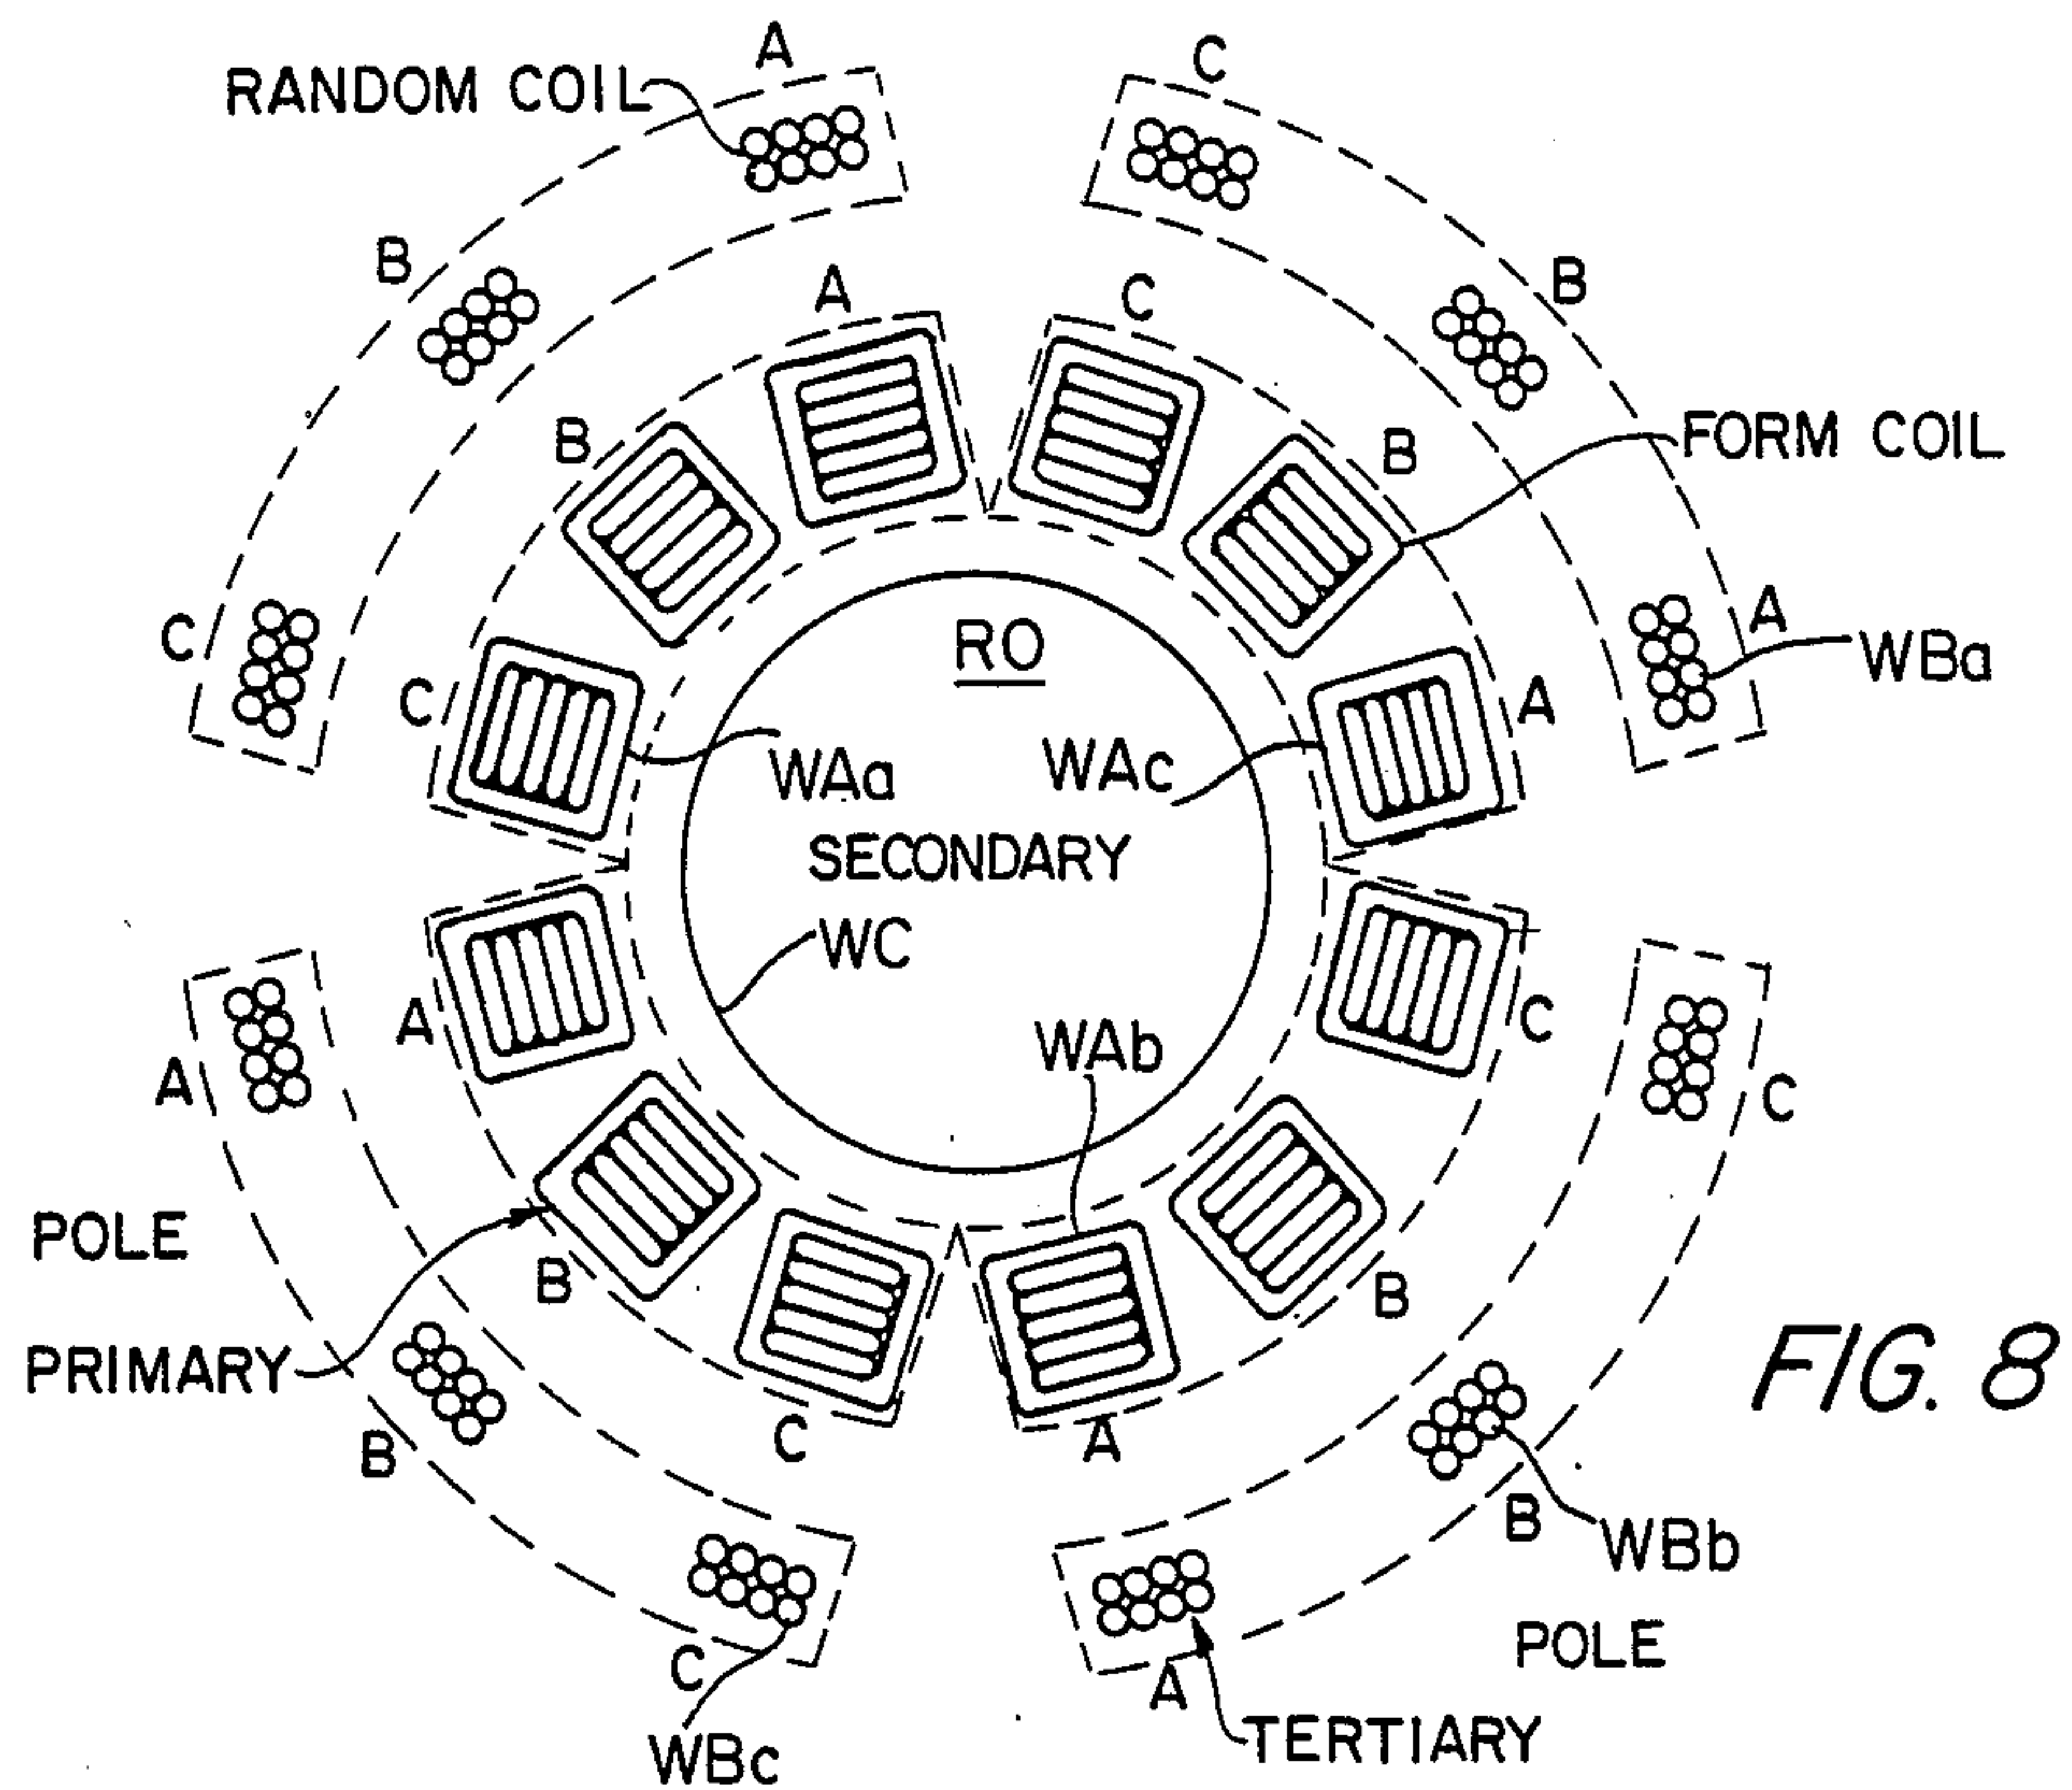 A
C
RANDOM COIL
B
B
A
C
B
B
FORM COIL
A
C
RO
WBa
C
A
WAa
WAc
SECONDARY
WC
A
C
WAb
A
C
POLE
B
B
PRIMARY
FIG. 8
C
A
B
B
WBb
C
POLE
A
WBc
TERTIARY